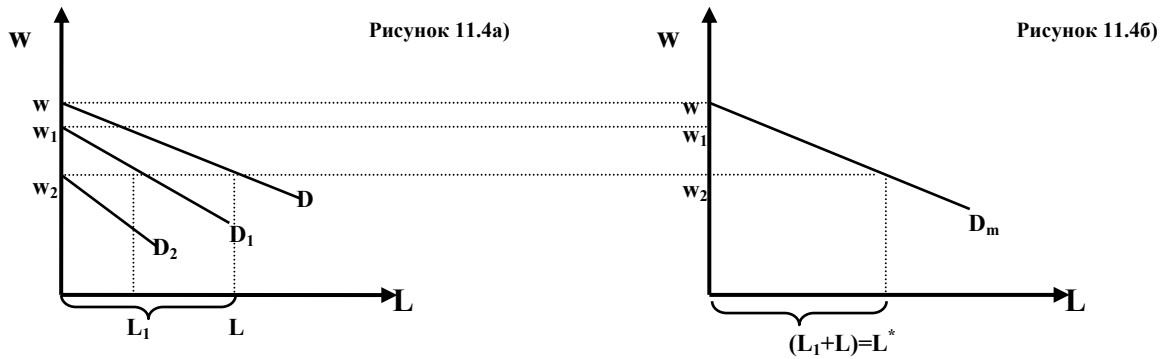 Рисунок 11.4а)
w
w
w₁
w₂
D
D₁
D₂
L
L₁ L
Рисунок 11.4б)
w
w
w₁
w₂
Dₘ
L
(L₁+L)=L*